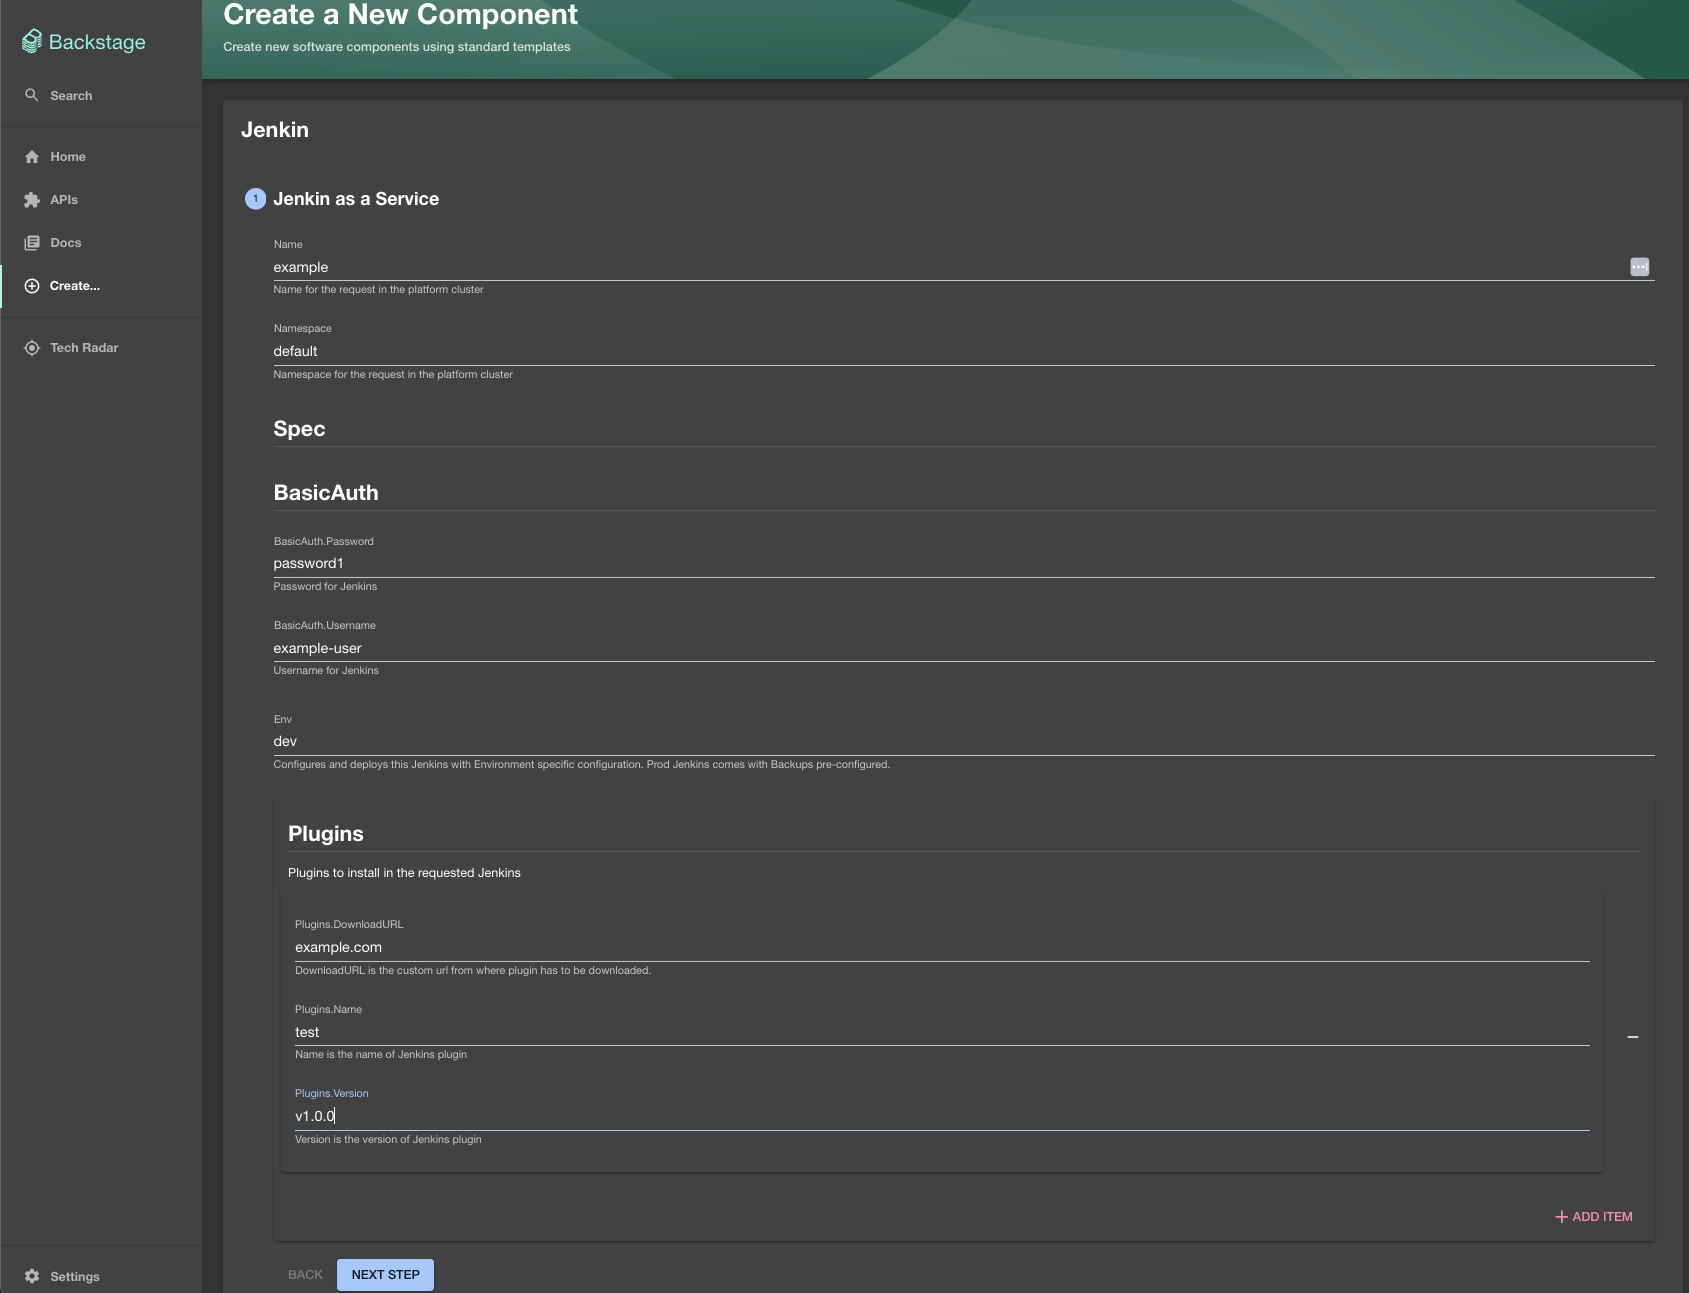 Backstage
Search
Home
APIs
Docs
Create...
Tech Radar
Settings
Create a New Component
Create new software components using standard templates
Jenkin
1 Jenkin as a Service
Name
example
Name for the request in the platform cluster
Namespace
default
Namespace for the request in the platform cluster
Spec
BasicAuth
BasicAuth.Password
password1
Password for Jenkins
BasicAuth.Username
example-user
Username for Jenkins
Env
dev
Configures and deploys this Jenkins with Environment specific configuration. Prod Jenkins comes with Backups pre-configured.
Plugins
Plugins to install in the requested Jenkins
Plugins.DownloadURL
example.com
DownloadURL is the custom url from where plugin has to be downloaded.
Plugins.Name
test
Name is the name of Jenkins plugin
Plugins.Version
v1.0.0
Version is the version of Jenkins plugin
ADD ITEM
BACK NEXT STEP